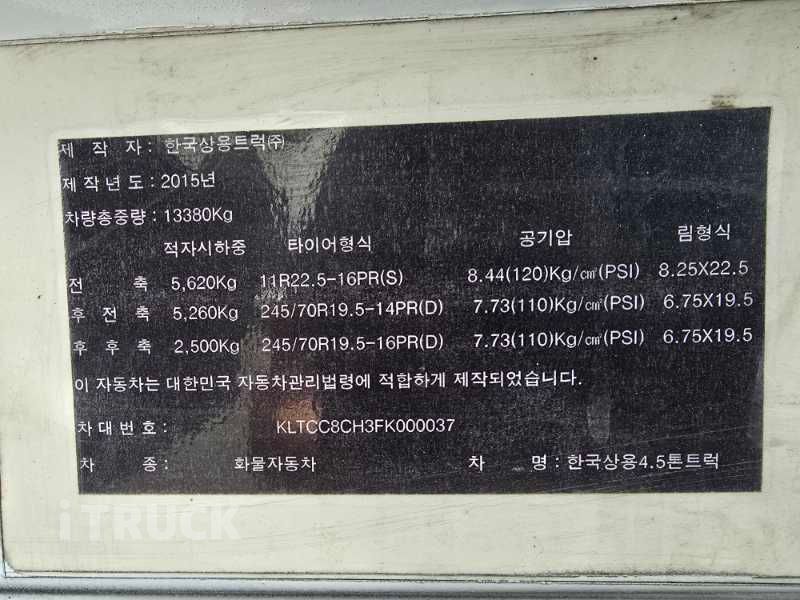 제 작 자 : 한국상용트럭㈜
제작년도 : 2015년
차량총중량 : 13380Kg
적자시하중 타이어형식 공기압 림형식
전 축 5,620Kg 11R22.5-16PR(S) 8.44(120)Kg/㎠(PSI) 8.25X22.5
후 전 축 5,260Kg 245/70R19.5-14PR(D) 7.73(110)Kg/㎠(PSI) 6.75X19.5
후 후 축 2,500Kg 245/70R19.5-16PR(D) 7.73(110)Kg/㎠(PSI) 6.75X19.5
이 자동차는 대한민국 자동차관리법령에 적합하게 제작되었습니다.
차대번호 : KLTCC8CH3FK000037
차 종 : 화물자동차 차 명 : 한국상용4.5톤트럭
iTRUCK